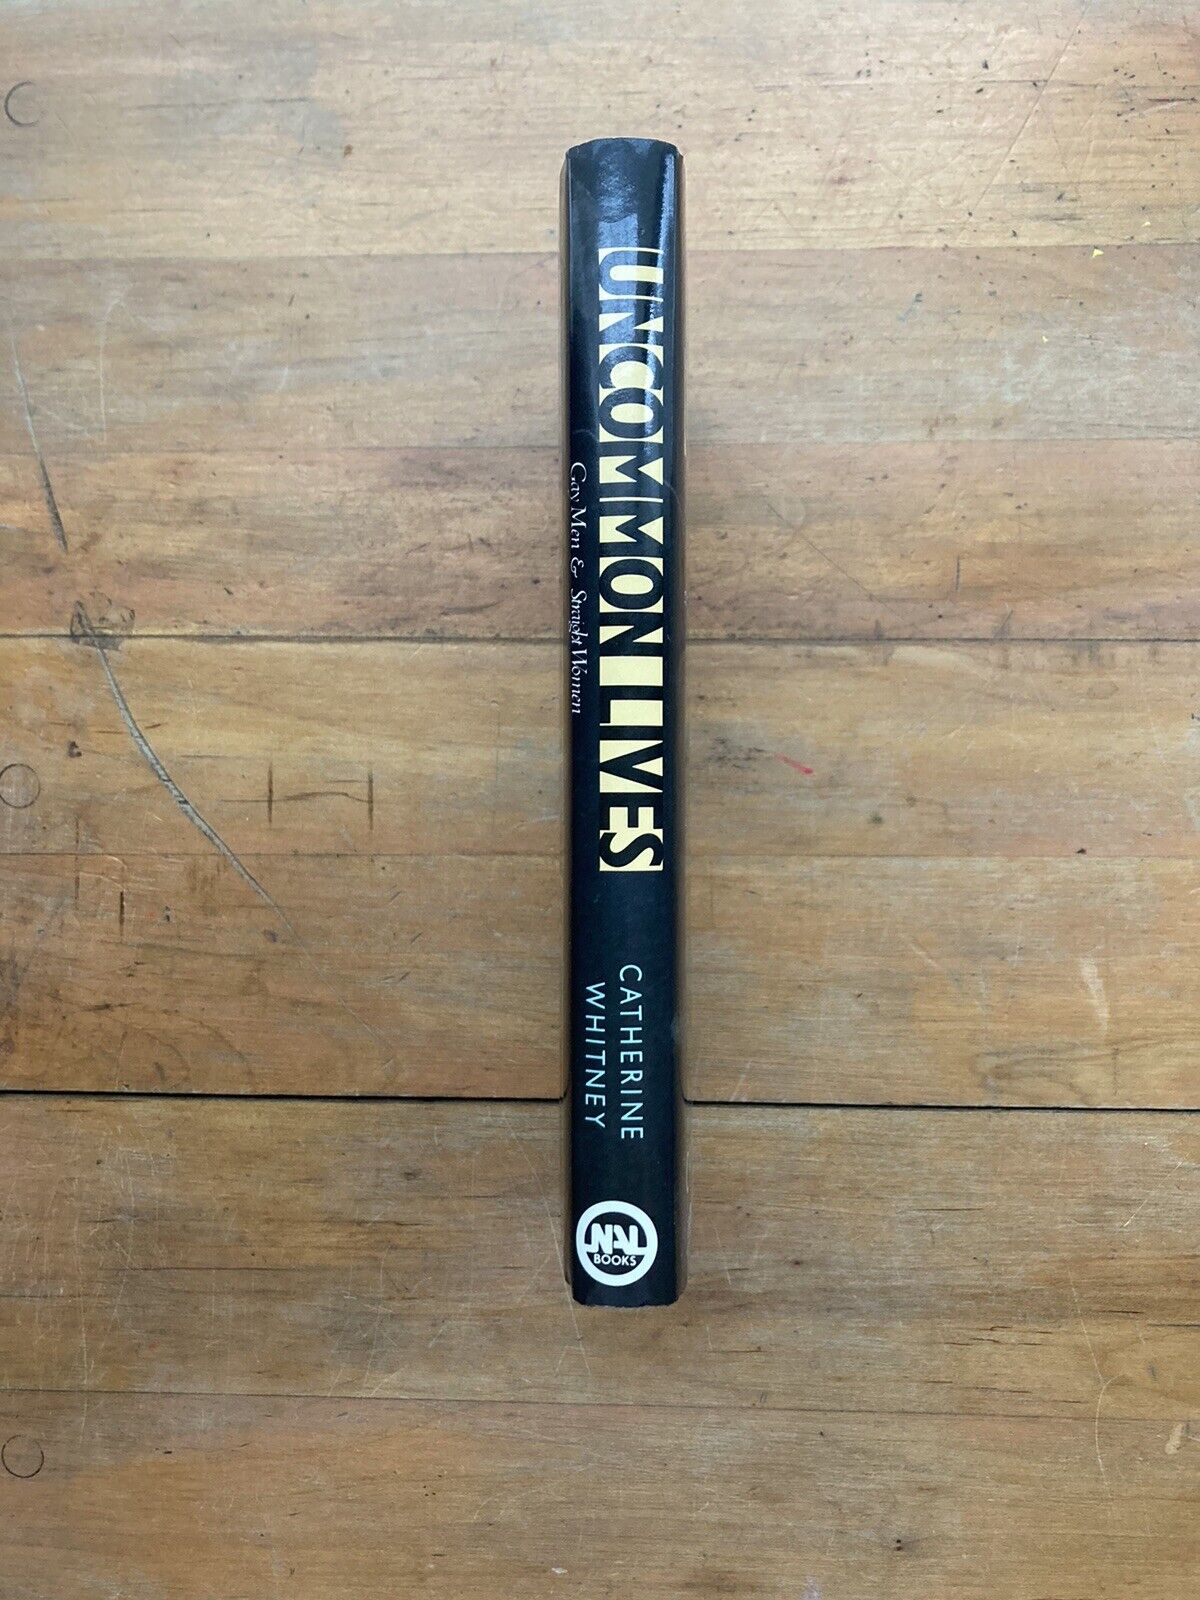 UNCOMMON LIVES
Gay Men & Straight Women
CATHERINE
WHITNEY
NAL
BOOKS